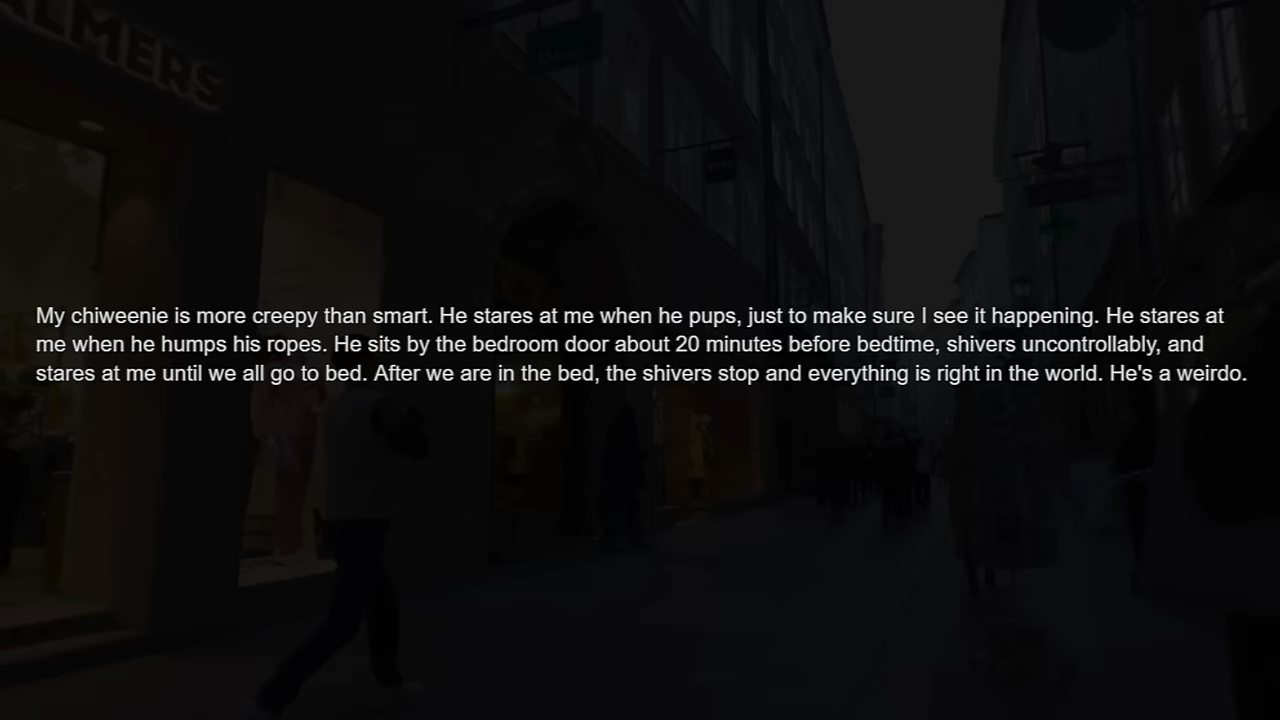 ALMERS
My chiweenie is more creepy than smart. He stares at me when he pups, just to make sure I see it happening. He stares at
me when he humps his ropes. He sits by the bedroom door about 20 minutes before bedtime, shivers uncontrollably, and
stares at me until we all go to bed. After we are in the bed, the shivers stop and everything is right in the world. He's a weirdo.